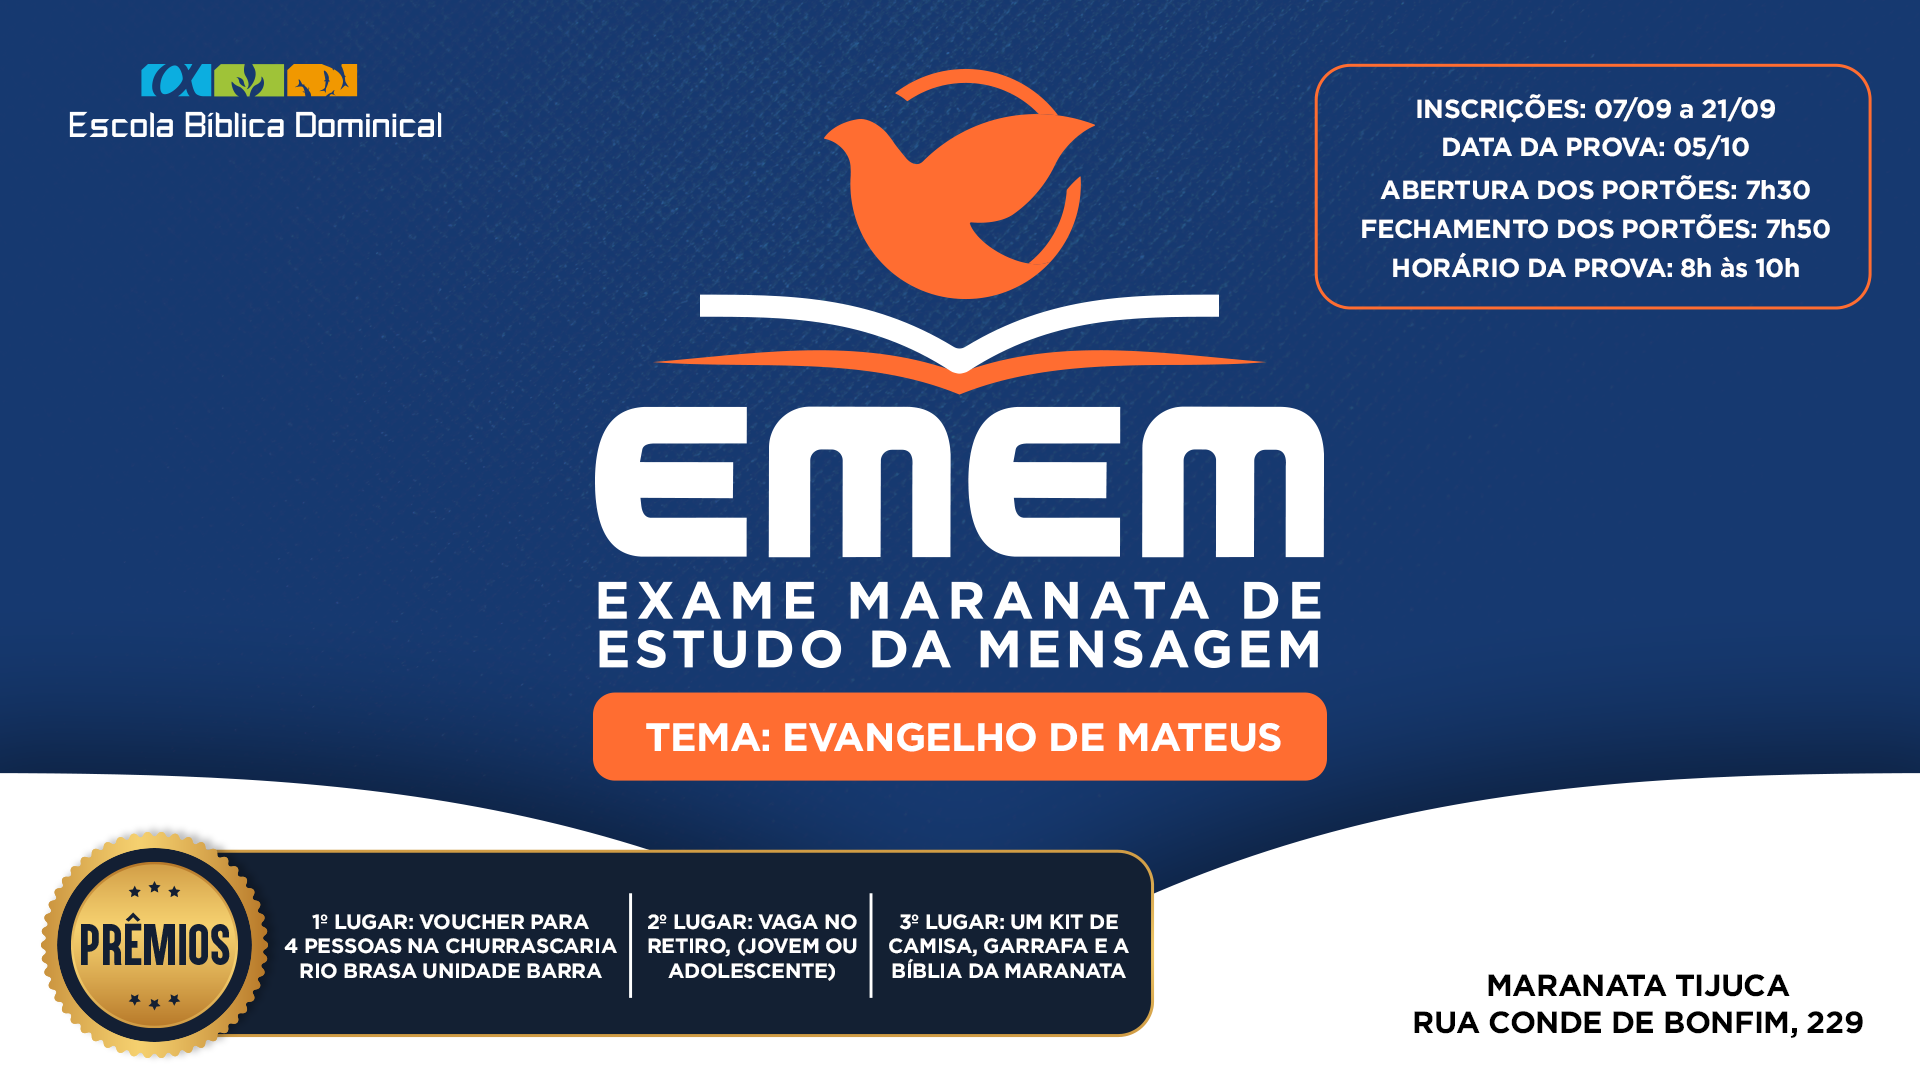 Escola Bíblica Dominical
INSCRIÇÕES: 07/09 a 21/09
DATA DA PROVA: 05/10
ABERTURA DOS PORTÕES: 7h30
FECHAMENTO DOS PORTÕES: 7h50
HORÁRIO DA PROVA: 8h às 10h
EMEM
EXAME MARANATA DE
ESTUDO DA MENSAGEM
TEMA: EVANGELHO DE MATEUS
PRÊMIOS
1º LUGAR: VOUCHER PARA
4 PESSOAS NA CHURRASCARIA
RIO BRASA UNIDADE BARRA
2º LUGAR: VAGA NO
RETIRO, (JOVEM OU
ADOLESCENTE)
3º LUGAR: UM KIT DE
CAMISA, GARRAFA E A
BÍBLIA DA MARANATA
MARANATA TIJUCA
RUA CONDE DE BONFIM, 229